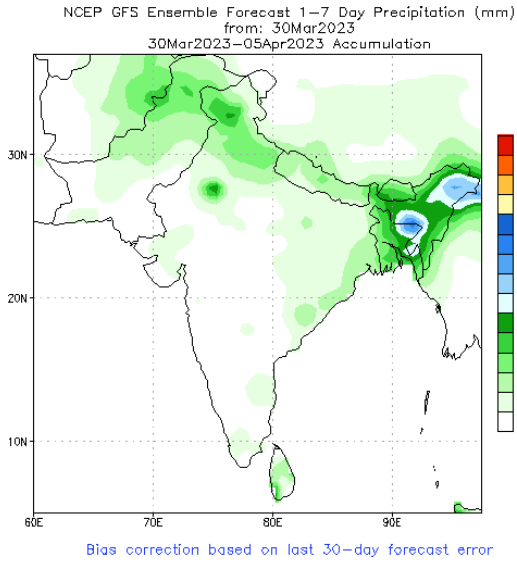 NCEP GFS Ensemble Forecast 1-7 Day Precipitation (mm)
from: 30Mar2023
30Mar2023-05Apr2023 Accumulation
30N
20N
10N
60E 70E 80E 90E
Bias correction based on last 30-day forecast error